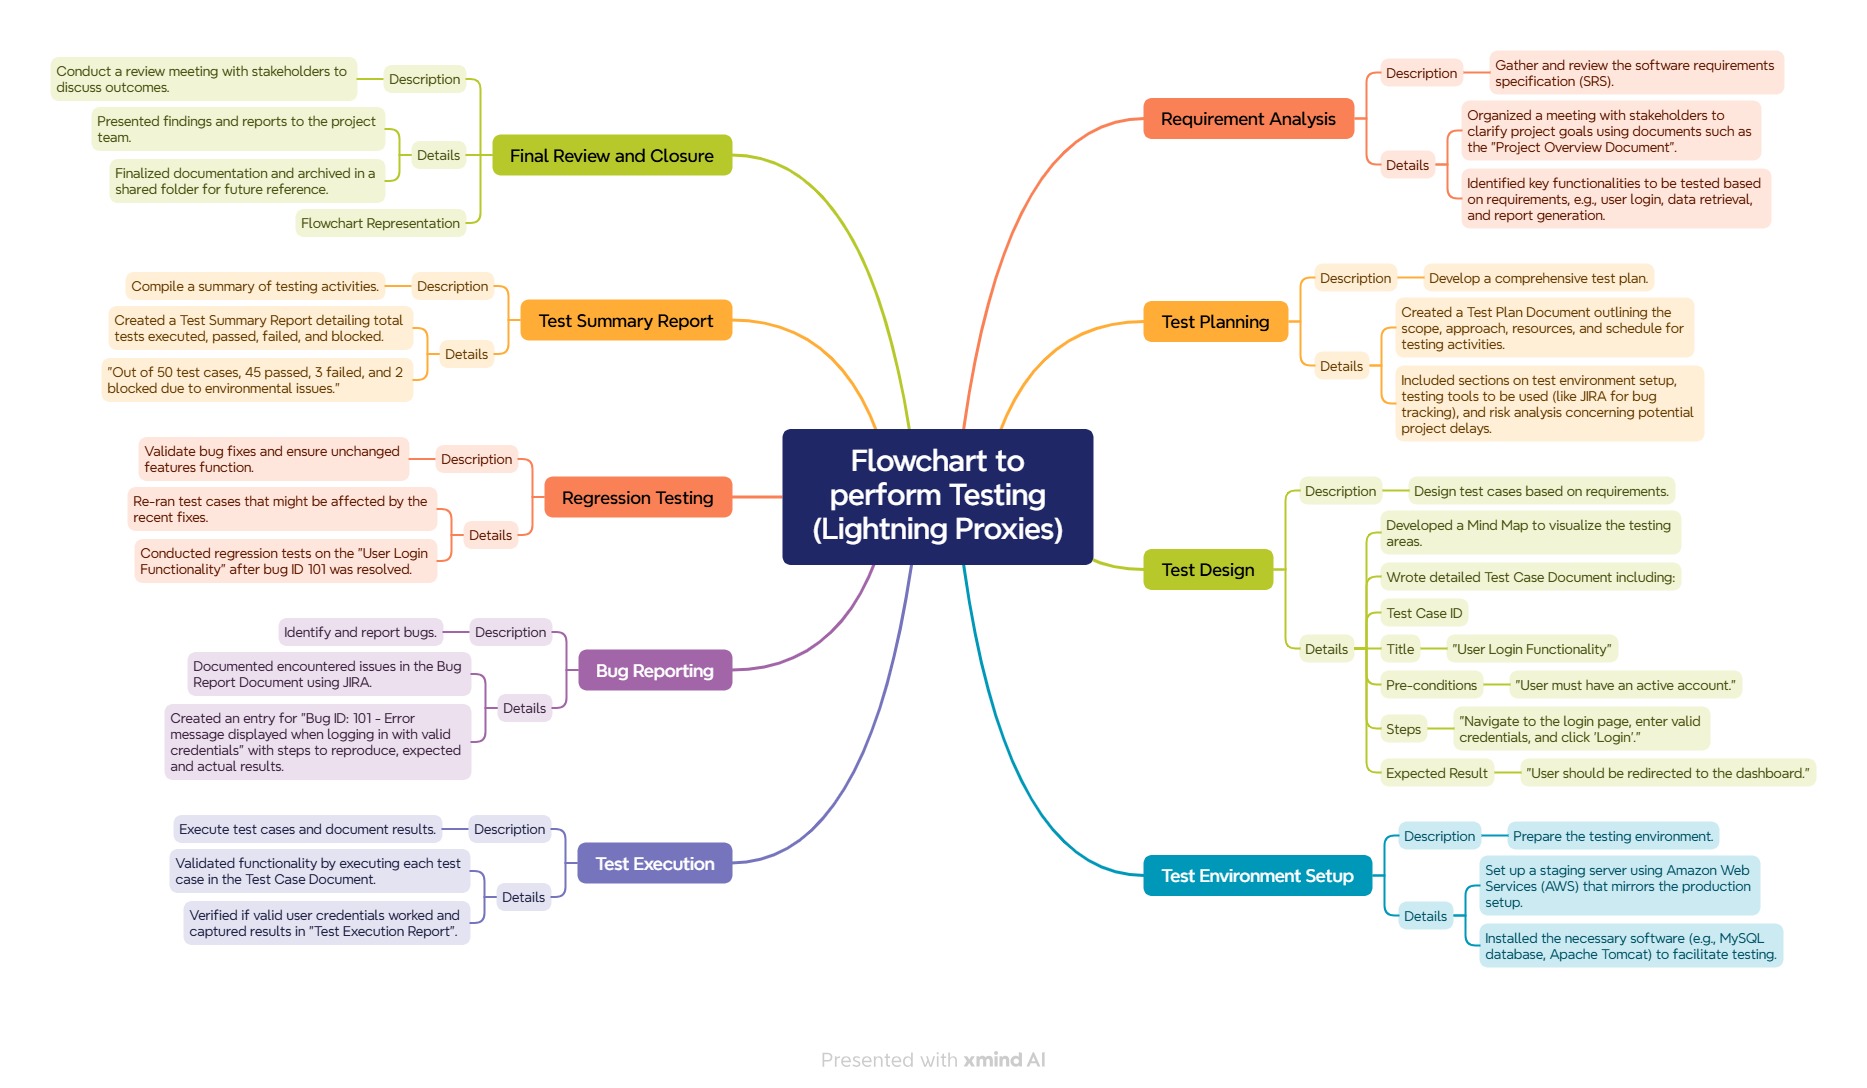 Flowchart to
perform Testing
(Lightning Proxies)
Requirement Analysis
Description
Gather and review the software requirements
specification (SRS).
Details
Organized a meeting with stakeholders to
clarify project goals using documents such as
the "Project Overview Document".
Identified key functionalities to be tested based
on requirements, e.g., user login, data retrieval,
and report generation.
Test Planning
Description
Develop a comprehensive test plan.
Details
Created a Test Plan Document outlining the
scope, approach, resources, and schedule for
testing activities.
Included sections on test environment setup,
testing tools to be used (like JIRA for bug
tracking), and risk analysis concerning potential
project delays.
Test Design
Description
Design test cases based on requirements.
Details
Developed a Mind Map to visualize the testing
areas.
Wrote detailed Test Case Document including:
Test Case ID
Title
"User Login Functionality"
Pre-conditions
"User must have an active account."
Steps
"Navigate to the login page, enter valid
credentials, and click 'Login'."
Expected Result
"User should be redirected to the dashboard."
Test Environment Setup
Description
Prepare the testing environment.
Details
Set up a staging server using Amazon Web
Services (AWS) that mirrors the production
setup.
Installed the necessary software (e.g., MySQL
database, Apache Tomcat) to facilitate testing.
Test Execution
Description
Execute test cases and document results.
Details
Validated functionality by executing each test
case in the Test Case Document.
Verified if valid user credentials worked and
captured results in "Test Execution Report".
Bug Reporting
Description
Identify and report bugs.
Details
Documented encountered issues in the Bug
Report Document using JIRA.
Created an entry for "Bug ID: 101 - Error
message displayed when logging in with valid
credentials" with steps to reproduce, expected
and actual results.
Regression Testing
Description
Validate bug fixes and ensure unchanged
features function.
Details
Re-ran test cases that might be affected by the
recent fixes.
Conducted regression tests on the "User Login
Functionality" after bug ID 101 was resolved.
Test Summary Report
Description
Compile a summary of testing activities.
Details
Created a Test Summary Report detailing total
tests executed, passed, failed, and blocked.
"Out of 50 test cases, 45 passed, 3 failed, and 2
blocked due to environmental issues."
Final Review and Closure
Description
Conduct a review meeting with stakeholders to
discuss outcomes.
Details
Presented findings and reports to the project
team.
Finalized documentation and archived in a
shared folder for future reference.
Flowchart Representation
Presented with xmind AI